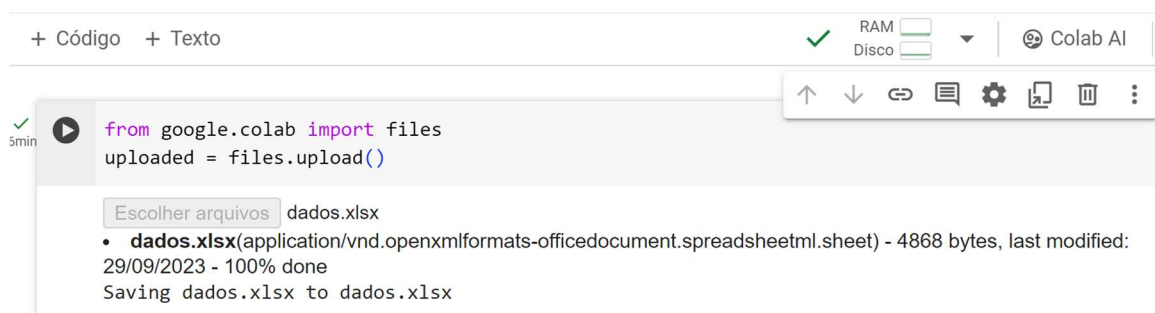 + Código + Texto
RAM
Disco
Colab AI
6min
from google.colab import files
uploaded = files.upload()
Escolher arquivos dados.xlsx
• dados.xlsx(application/vnd.openxmlformats-officedocument.spreadsheetml.sheet) - 4868 bytes, last modified:
29/09/2023 - 100% done
Saving dados.xlsx to dados.xlsx